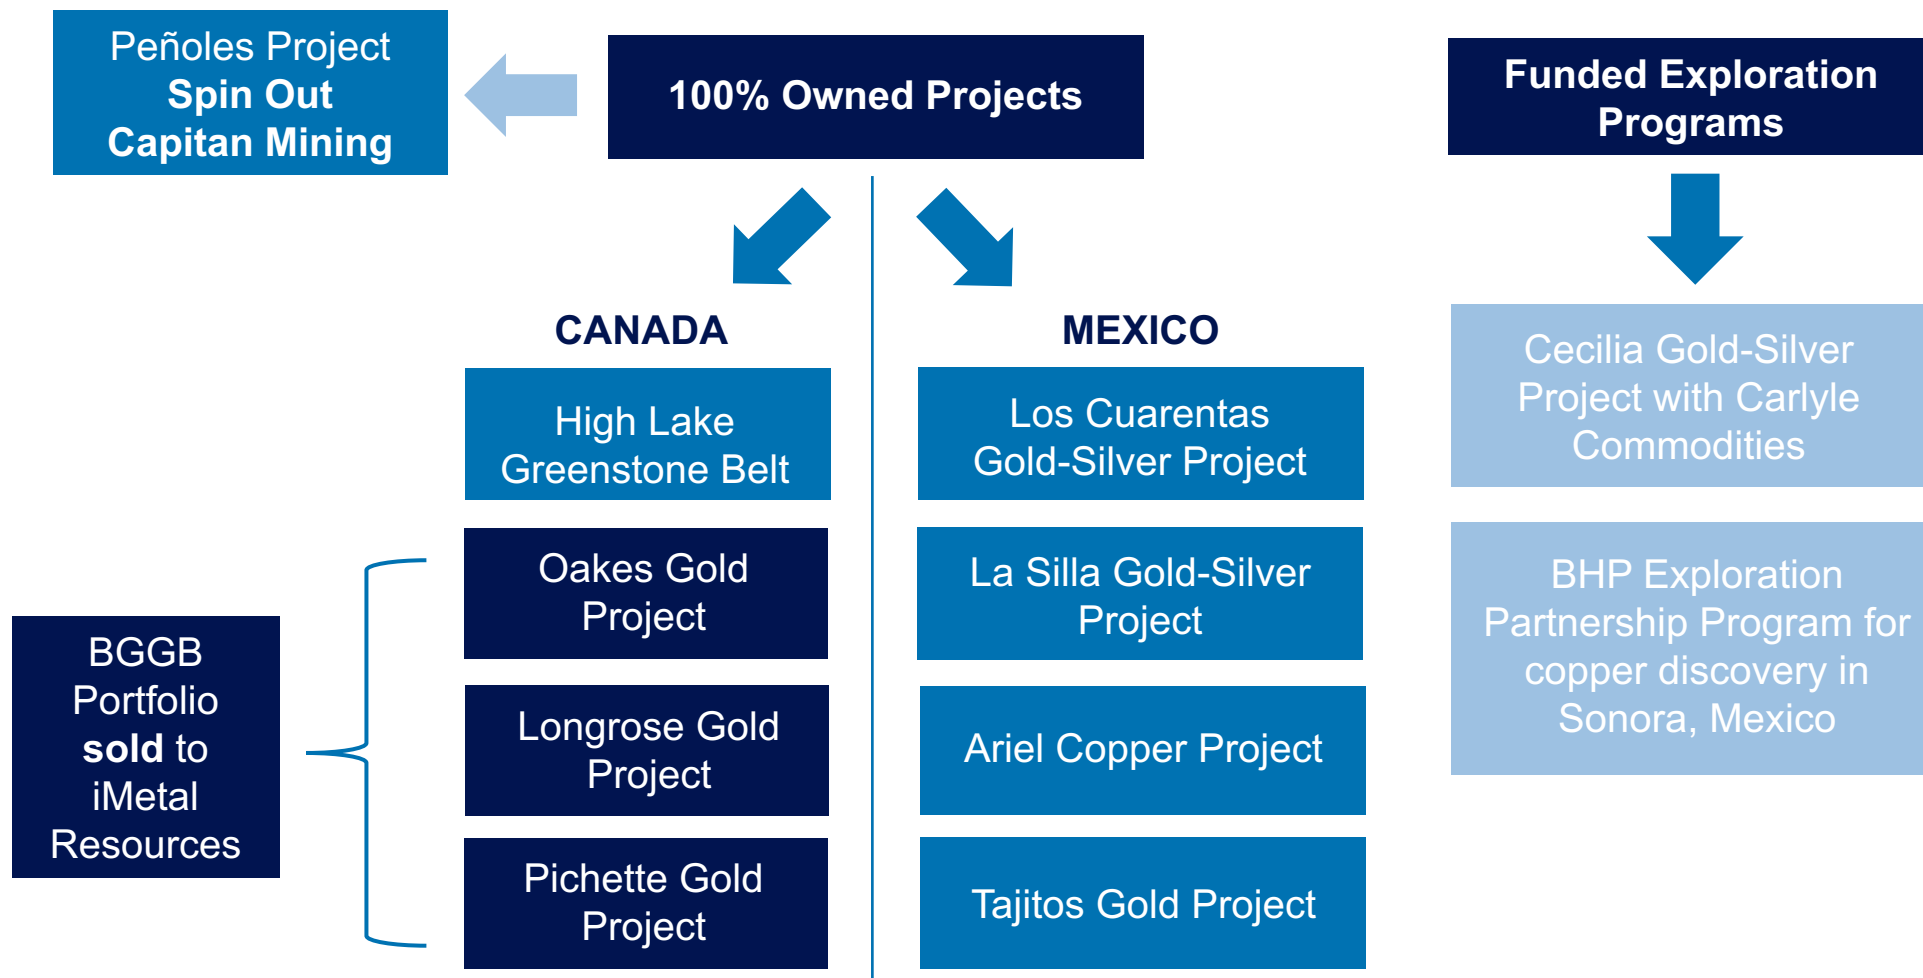 Peñoles Project
Spin Out
Capitan Mining
100% Owned Projects
Funded Exploration
Programs
CANADA
High Lake
Greenstone Belt
Oakes Gold
Project
Longrose Gold
Project
Pichette Gold
Project
BGGB
Portfolio
sold to
iMetal
Resources
MEXICO
Los Cuarentas
Gold-Silver Project
La Silla Gold-Silver
Project
Ariel Copper Project
Tajitos Gold Project
Cecilia Gold-Silver
Project with Carlyle
Commodities
BHP Exploration
Partnership Program for
copper discovery in
Sonora, Mexico